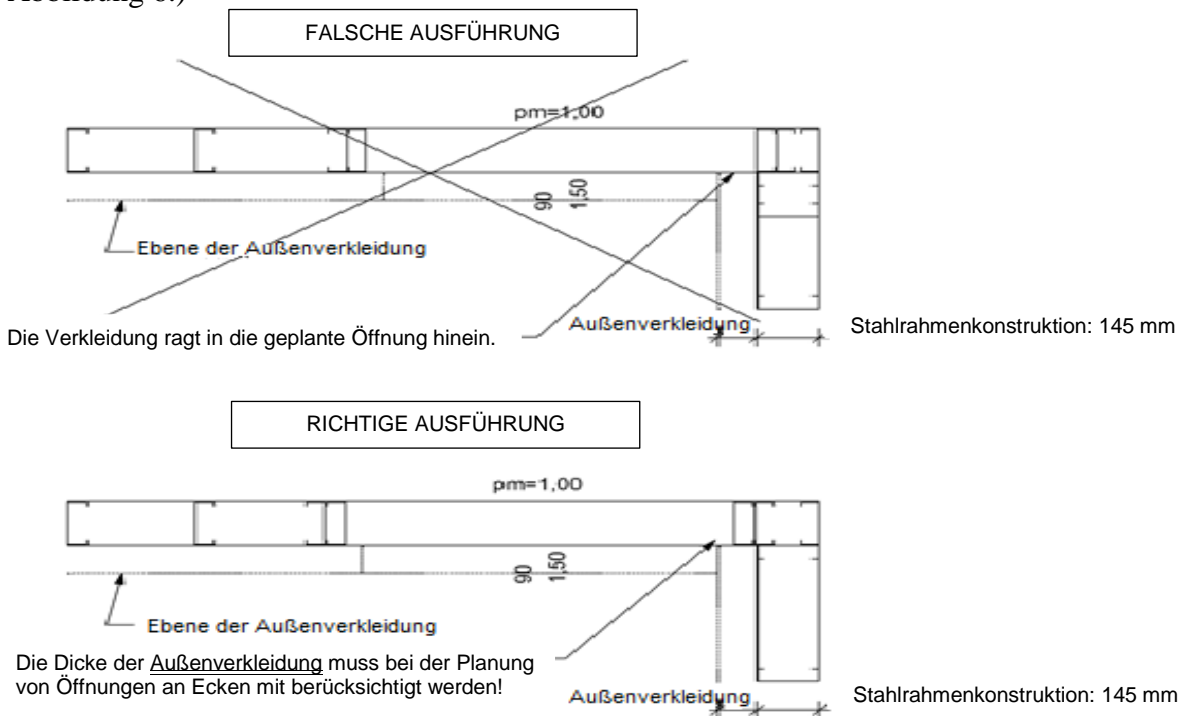 Abbildung 6.)
FALSCHE AUSFÜHRUNG
pm=1,00
90
1,50
Ebene der Außenverkleidung
Außenverkleidung
Stahlrahmenkonstruktion: 145 mm
Die Verkleidung ragt in die geplante Öffnung hinein.
RICHTIGE AUSFÜHRUNG
pm=1,00
90
1,50
Ebene der Außenverkleidung
Die Dicke der Außenverkleidung muss bei der Planung
von Öffnungen an Ecken mit berücksichtigt werden!
Außenverkleidung
Stahlrahmenkonstruktion: 145 mm